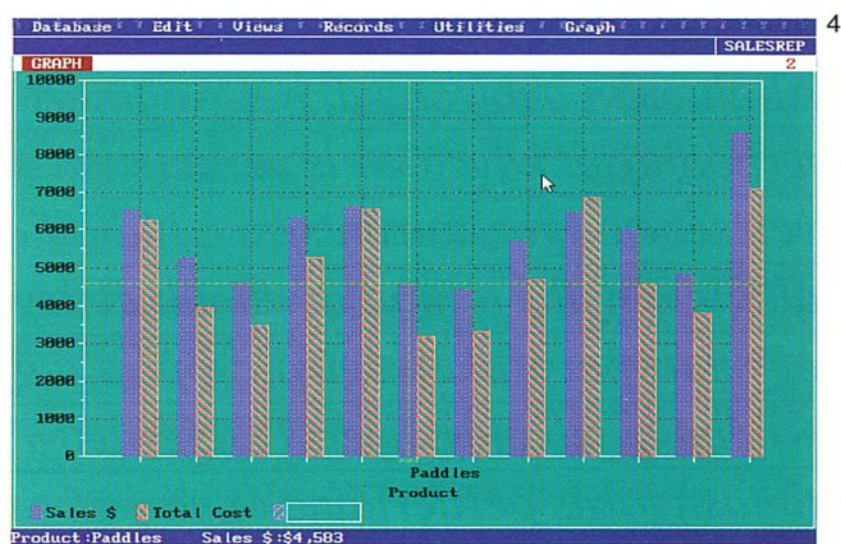 Database Edit Views Records Utilities Graph
4
SALESREP
GRAPH
2
10000
9000
8000
7000
6000
5000
4000
3000
2000
1000
0
Paddles
Product
Sales $ Total Cost
Product:Paddles Sales $:$4,583